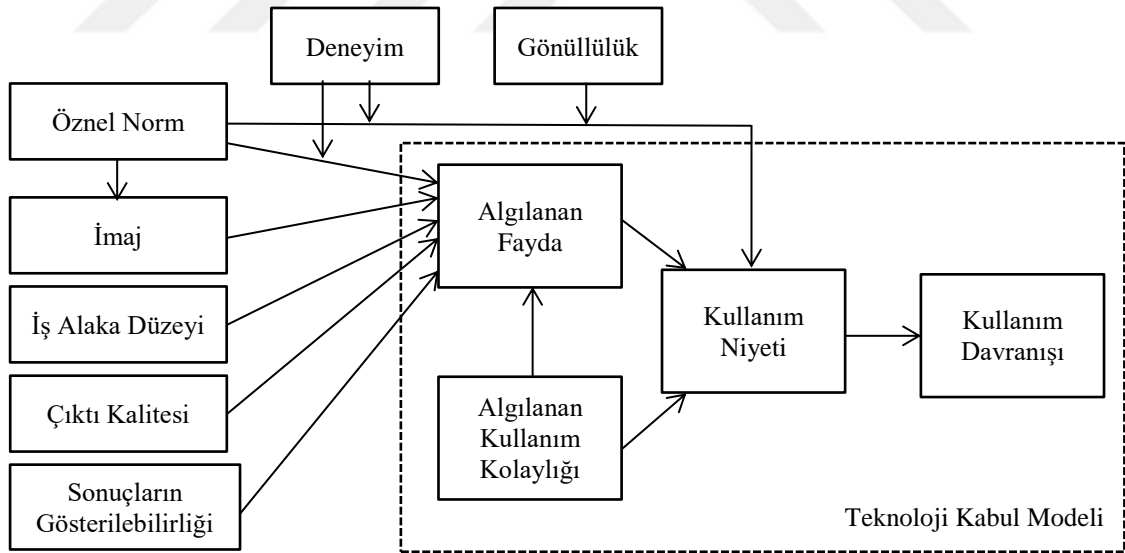 Deneyim
Gönüllülük
Öznel Norm
İmaj
İş Alaka Düzeyi
Çıktı Kalitesi
Sonuçların
Gösterilebilirliği
Algılanan
Fayda
Algılanan
Kullanım
Kolaylığı
Kullanım
Niyeti
Kullanım
Davranışı
Teknoloji Kabul Modeli